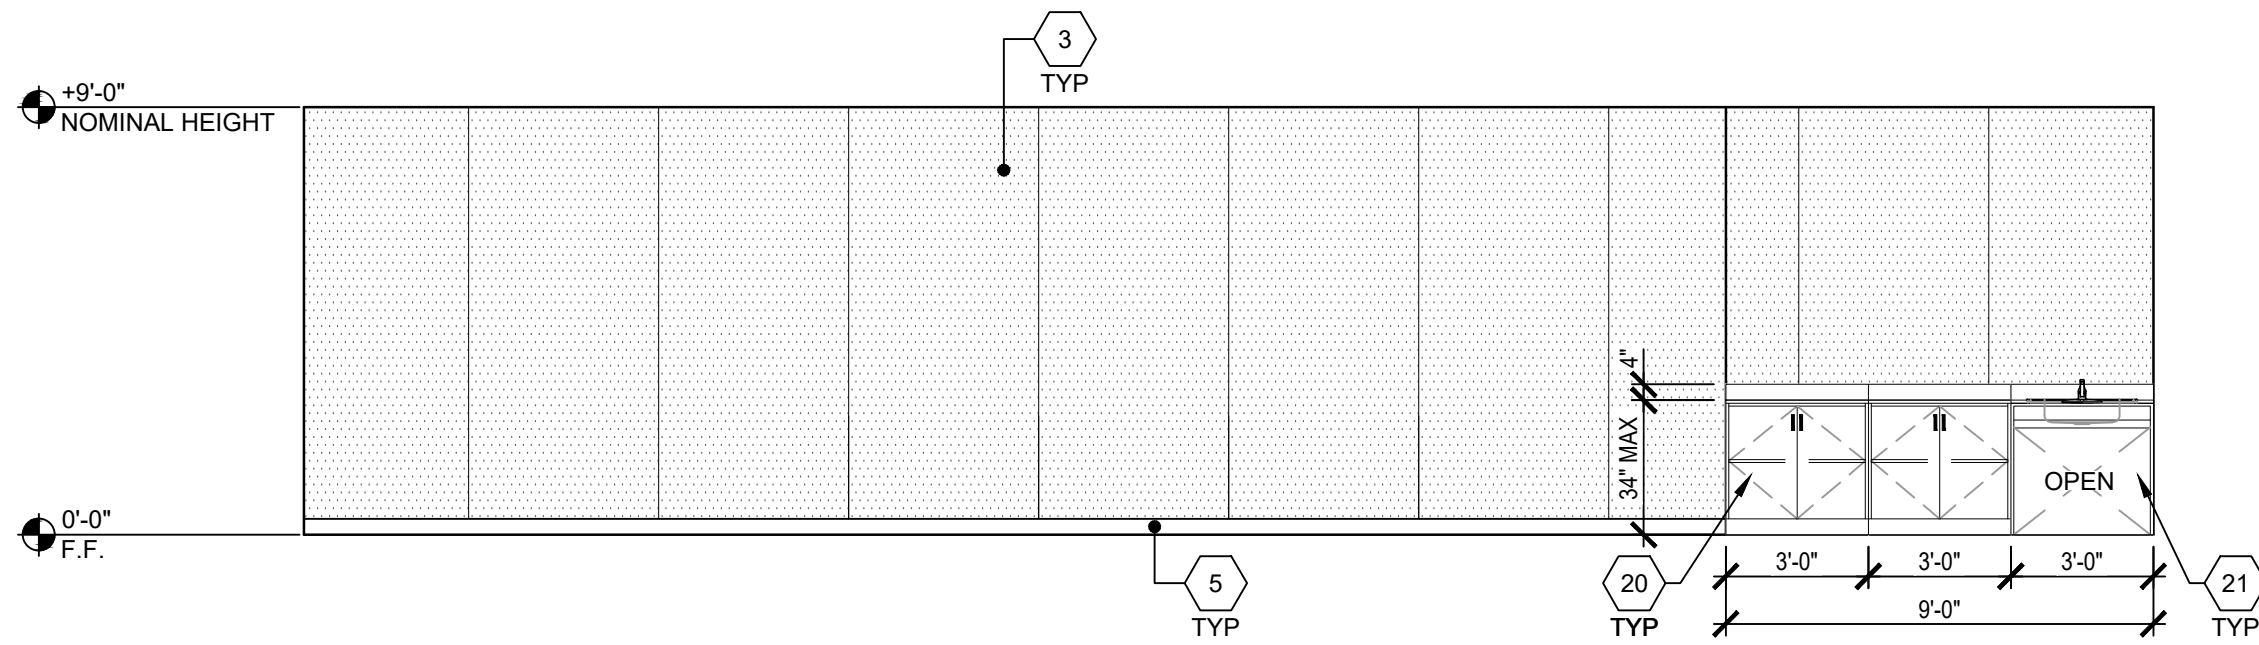 3
TYP
+9'-0"
NOMINAL HEIGHT
4"
34" MAX
OPEN
0'-0"
F.F.
5
TYP
20
TYP
3'-0"
3'-0"
3'-0"
9'-0"
21
TYP